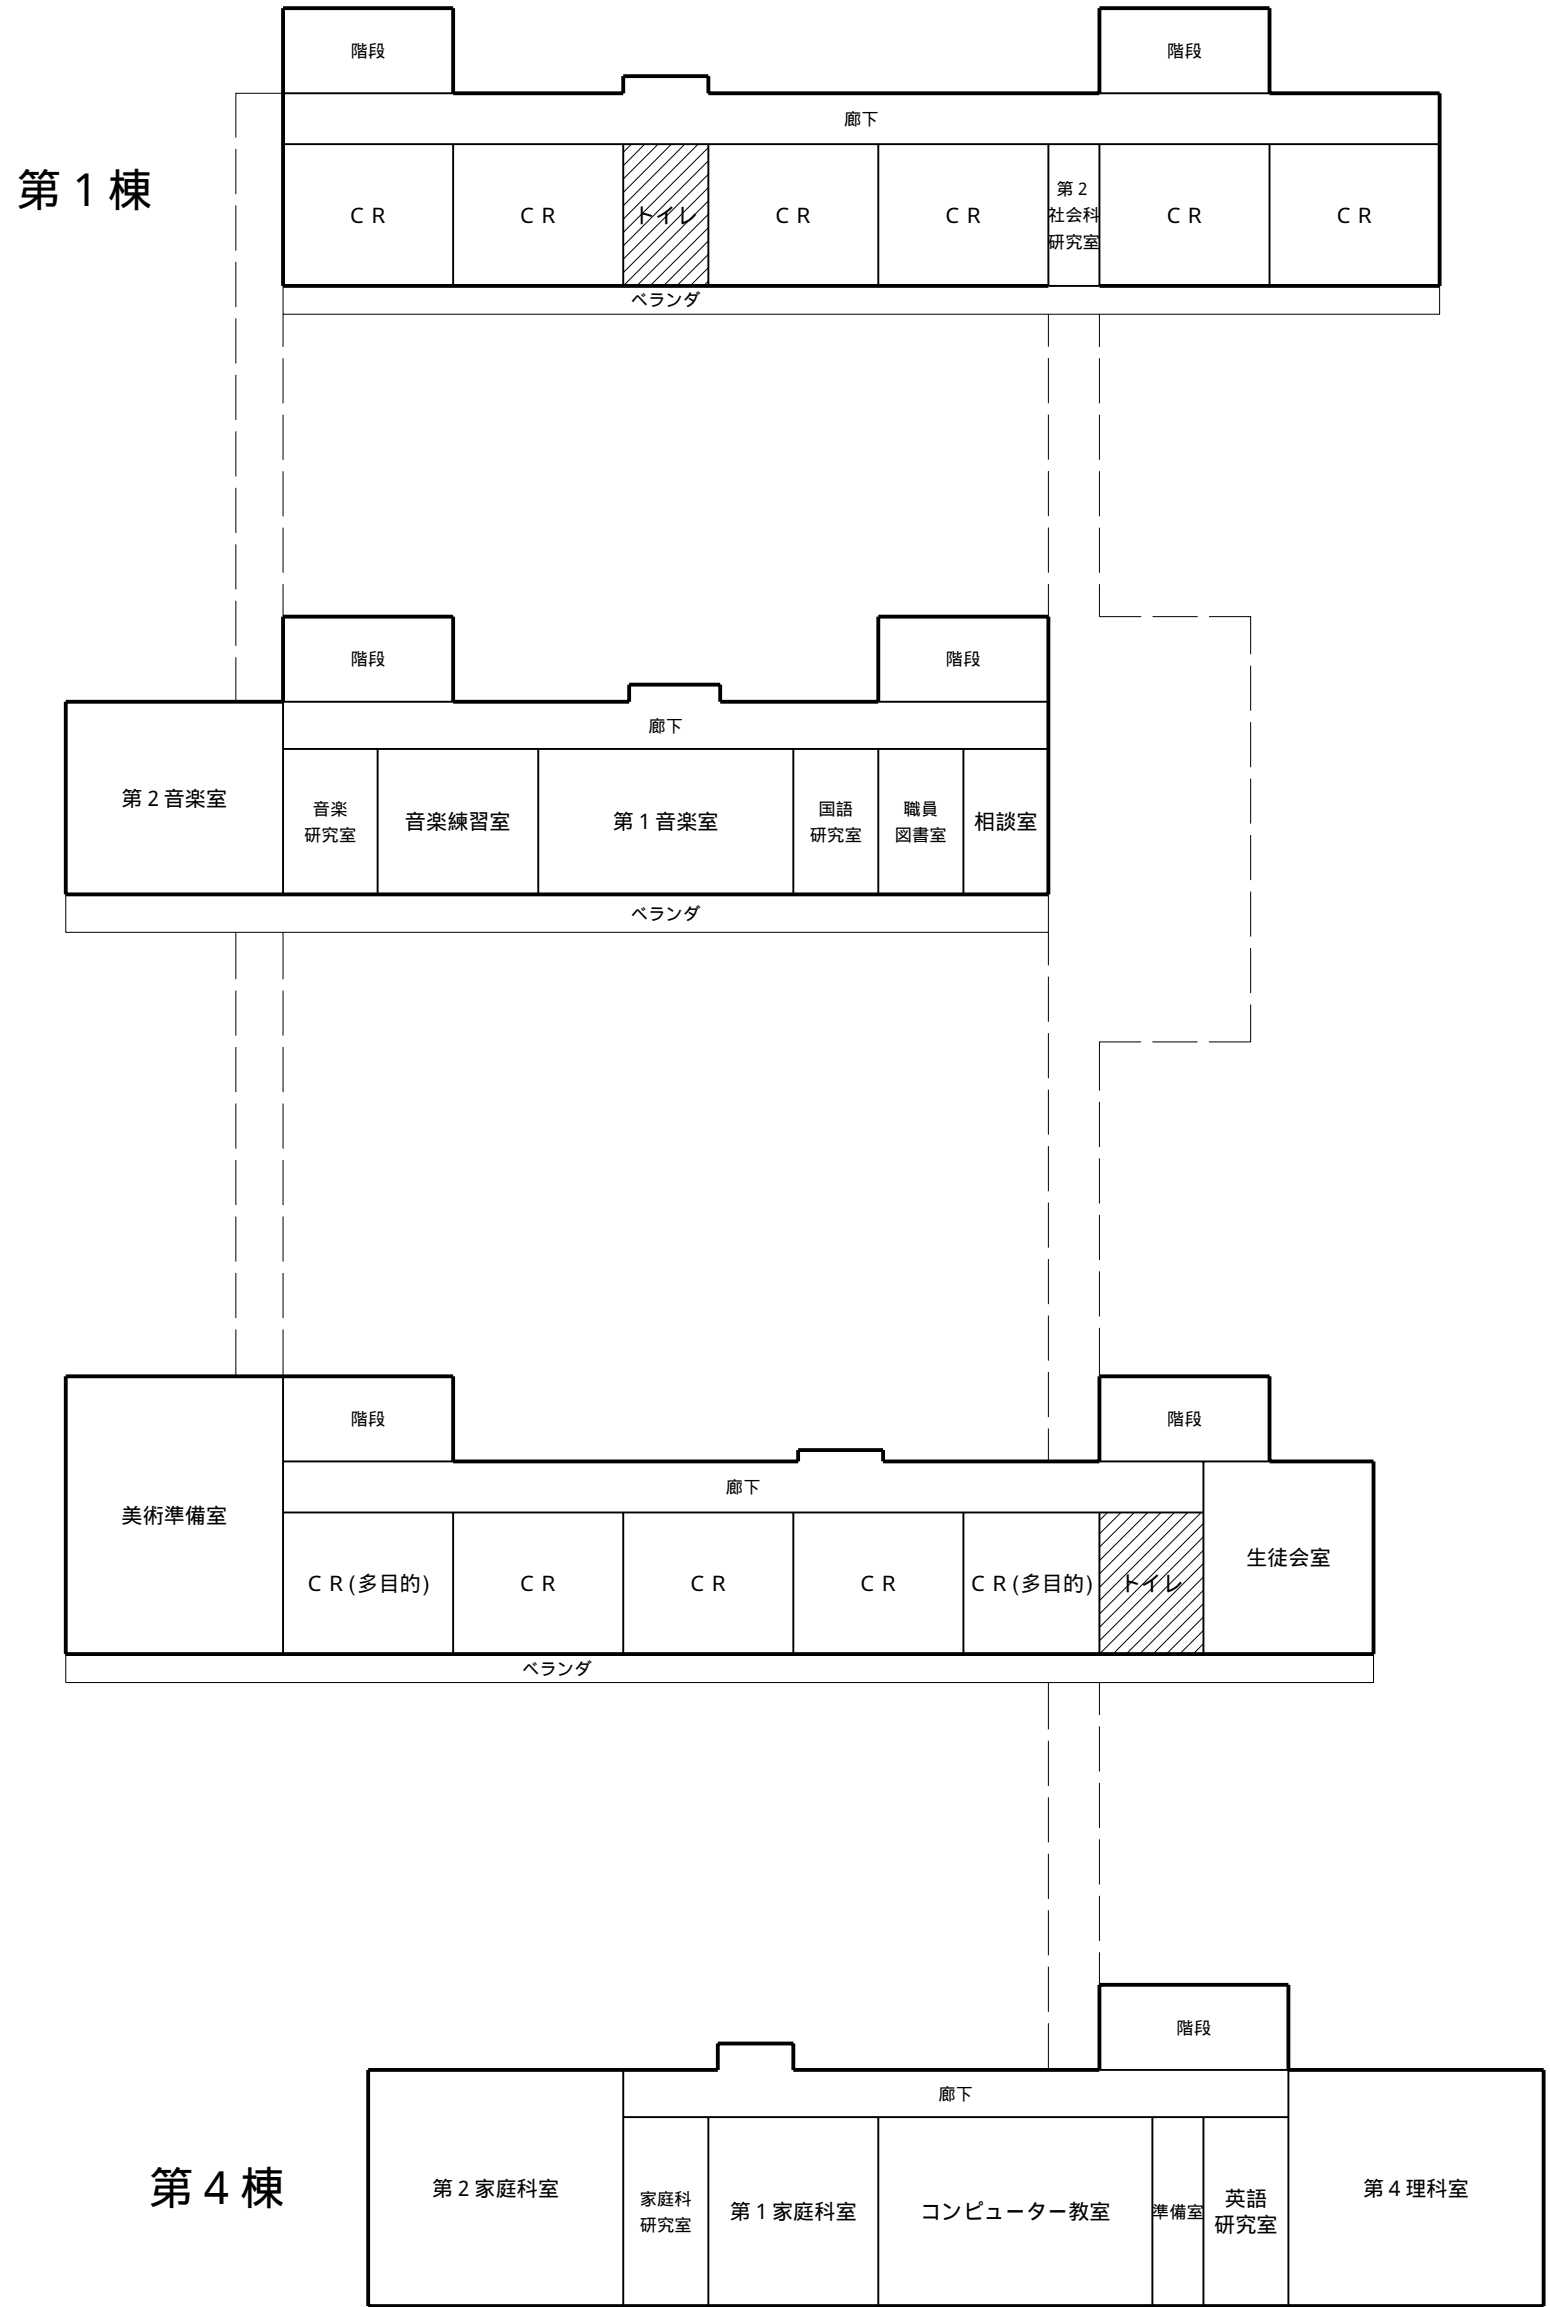 階段
階段
廊下
第1棟
ＣＲ
ＣＲ
トイレ
ＣＲ
ＣＲ
第2
社会科
研究室
ＣＲ
ＣＲ
ベランダ
階段
階段
廊下
第2音楽室
音楽
研究室
音楽練習室
第1音楽室
国語
研究室
職員
図書室
相談室
ベランダ
階段
階段
廊下
美術準備室
ＣＲ(多目的)
ＣＲ
ＣＲ
ＣＲ
ＣＲ(多目的)
トイレ
生徒会室
ベランダ
階段
廊下
第4棟
第2家庭科室
家庭科
研究室
第1家庭科室
コンピューター教室
準備室
英語
研究室
第4理科室